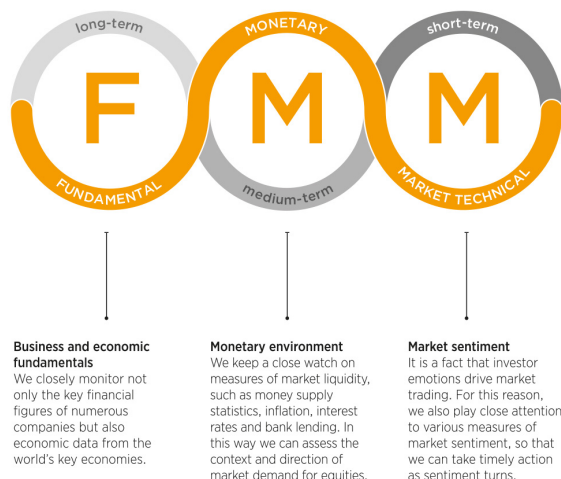 long-term
MONETARY
short-term
F
M
M
FUNDAMENTAL
medium-term
MARKET TECHNICAL
Business and economic
fundamentals
We closely monitor not
only the key financial
figures of numerous
companies but also
economic data from the
world's key economies.
Monetary environment
We keep a close watch on
measures of market liquidity,
such as money supply
statistics, inflation, interest
rates and bank lending. In
this way we can assess the
context and direction of
market demand for equities.
Market sentiment
It is a fact that investor
emotions drive market
trading. For this reason,
we also play close attention
to various measures of
market sentiment, so that
we can take timely action
as sentiment turns.